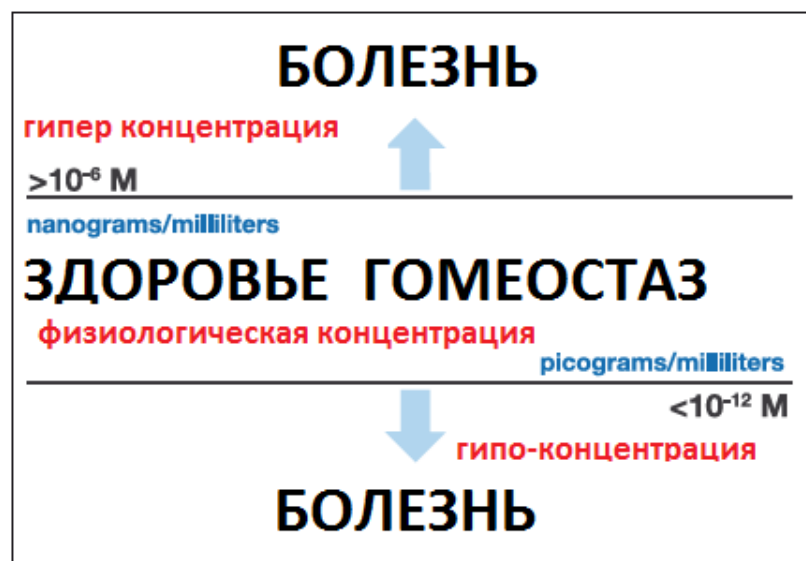 БОЛЕЗНЬ
гипер концентрация
>10⁻⁶ M
nanograms/milliliters
ЗДОРОВЬЕ ГОМЕОСТАЗ
физиологическая концентрация
picograms/milliliters
<10⁻¹² M
гипо-концентрация
БОЛЕЗНЬ